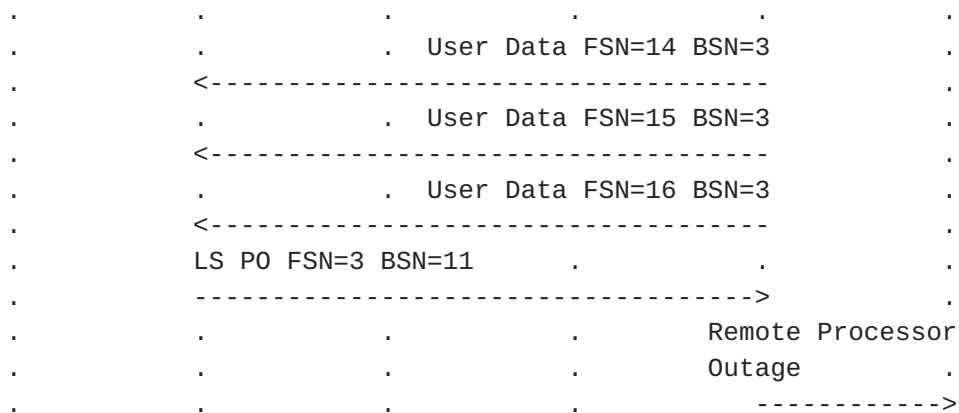 .           .           .           .           .           .
.           .           .  User Data FSN=14 BSN=3           .
.           <------------------------------------           .
.           .           .  User Data FSN=15 BSN=3           .
.           <------------------------------------           .
.           .           .  User Data FSN=16 BSN=3           .
.           <------------------------------------           .
.           LS PO FSN=3 BSN=11      .           .           .
.           ------------------------------------>           .
.           .           .           .        Remote Processor
.           .           .           .        Outage         .
.           .           .           .           ------------>